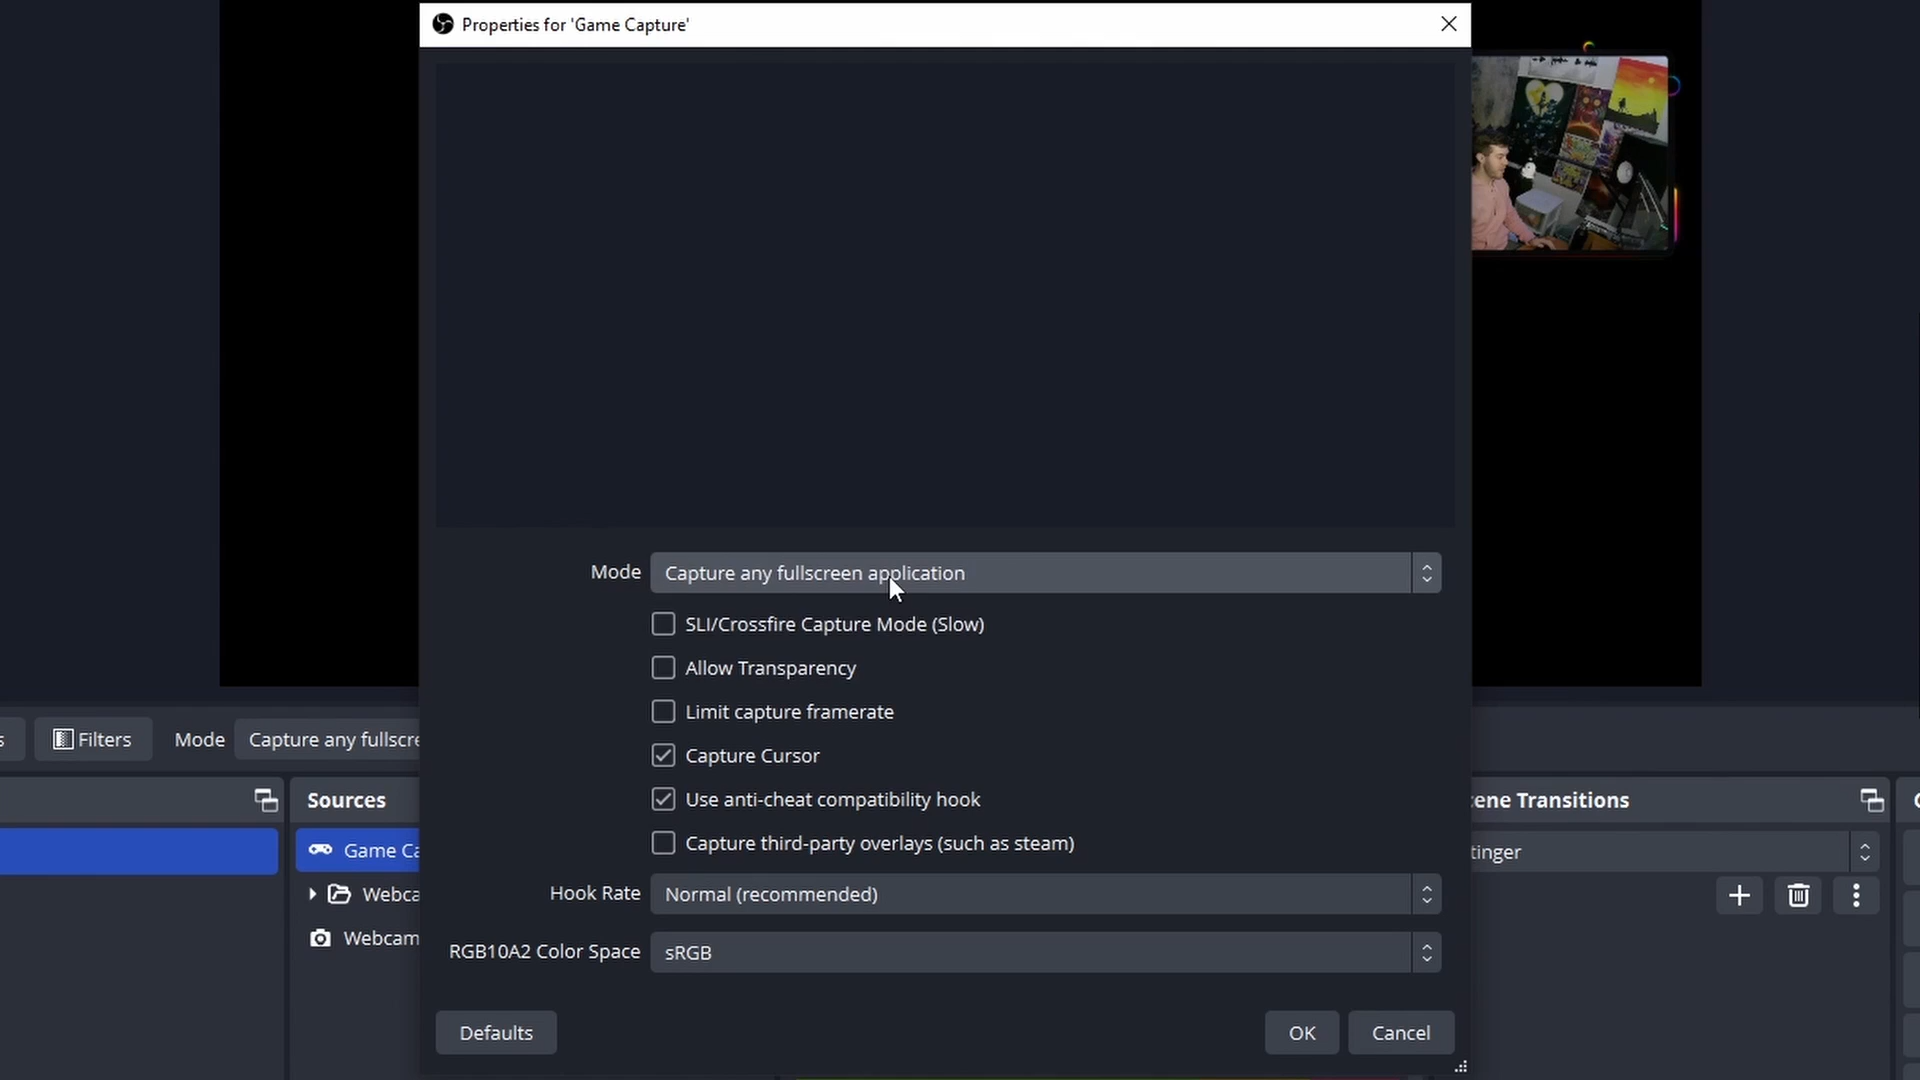 Properties for 'Game Capture'
Mode Capture any fullscreen application
SLI/Crossfire Capture Mode (Slow)
Allow Transparency
Limit capture framerate
Capture Cursor
Use anti-cheat compatibility hook
Capture third-party overlays (such as steam)
Hook Rate Normal (recommended)
RGB10A2 Color Space sRGB
Defaults
OK
Cancel
s
Filters
Mode
Capture any fullscre
Sources
Game Ca
Webca
Webcam
ene Transitions
tinger